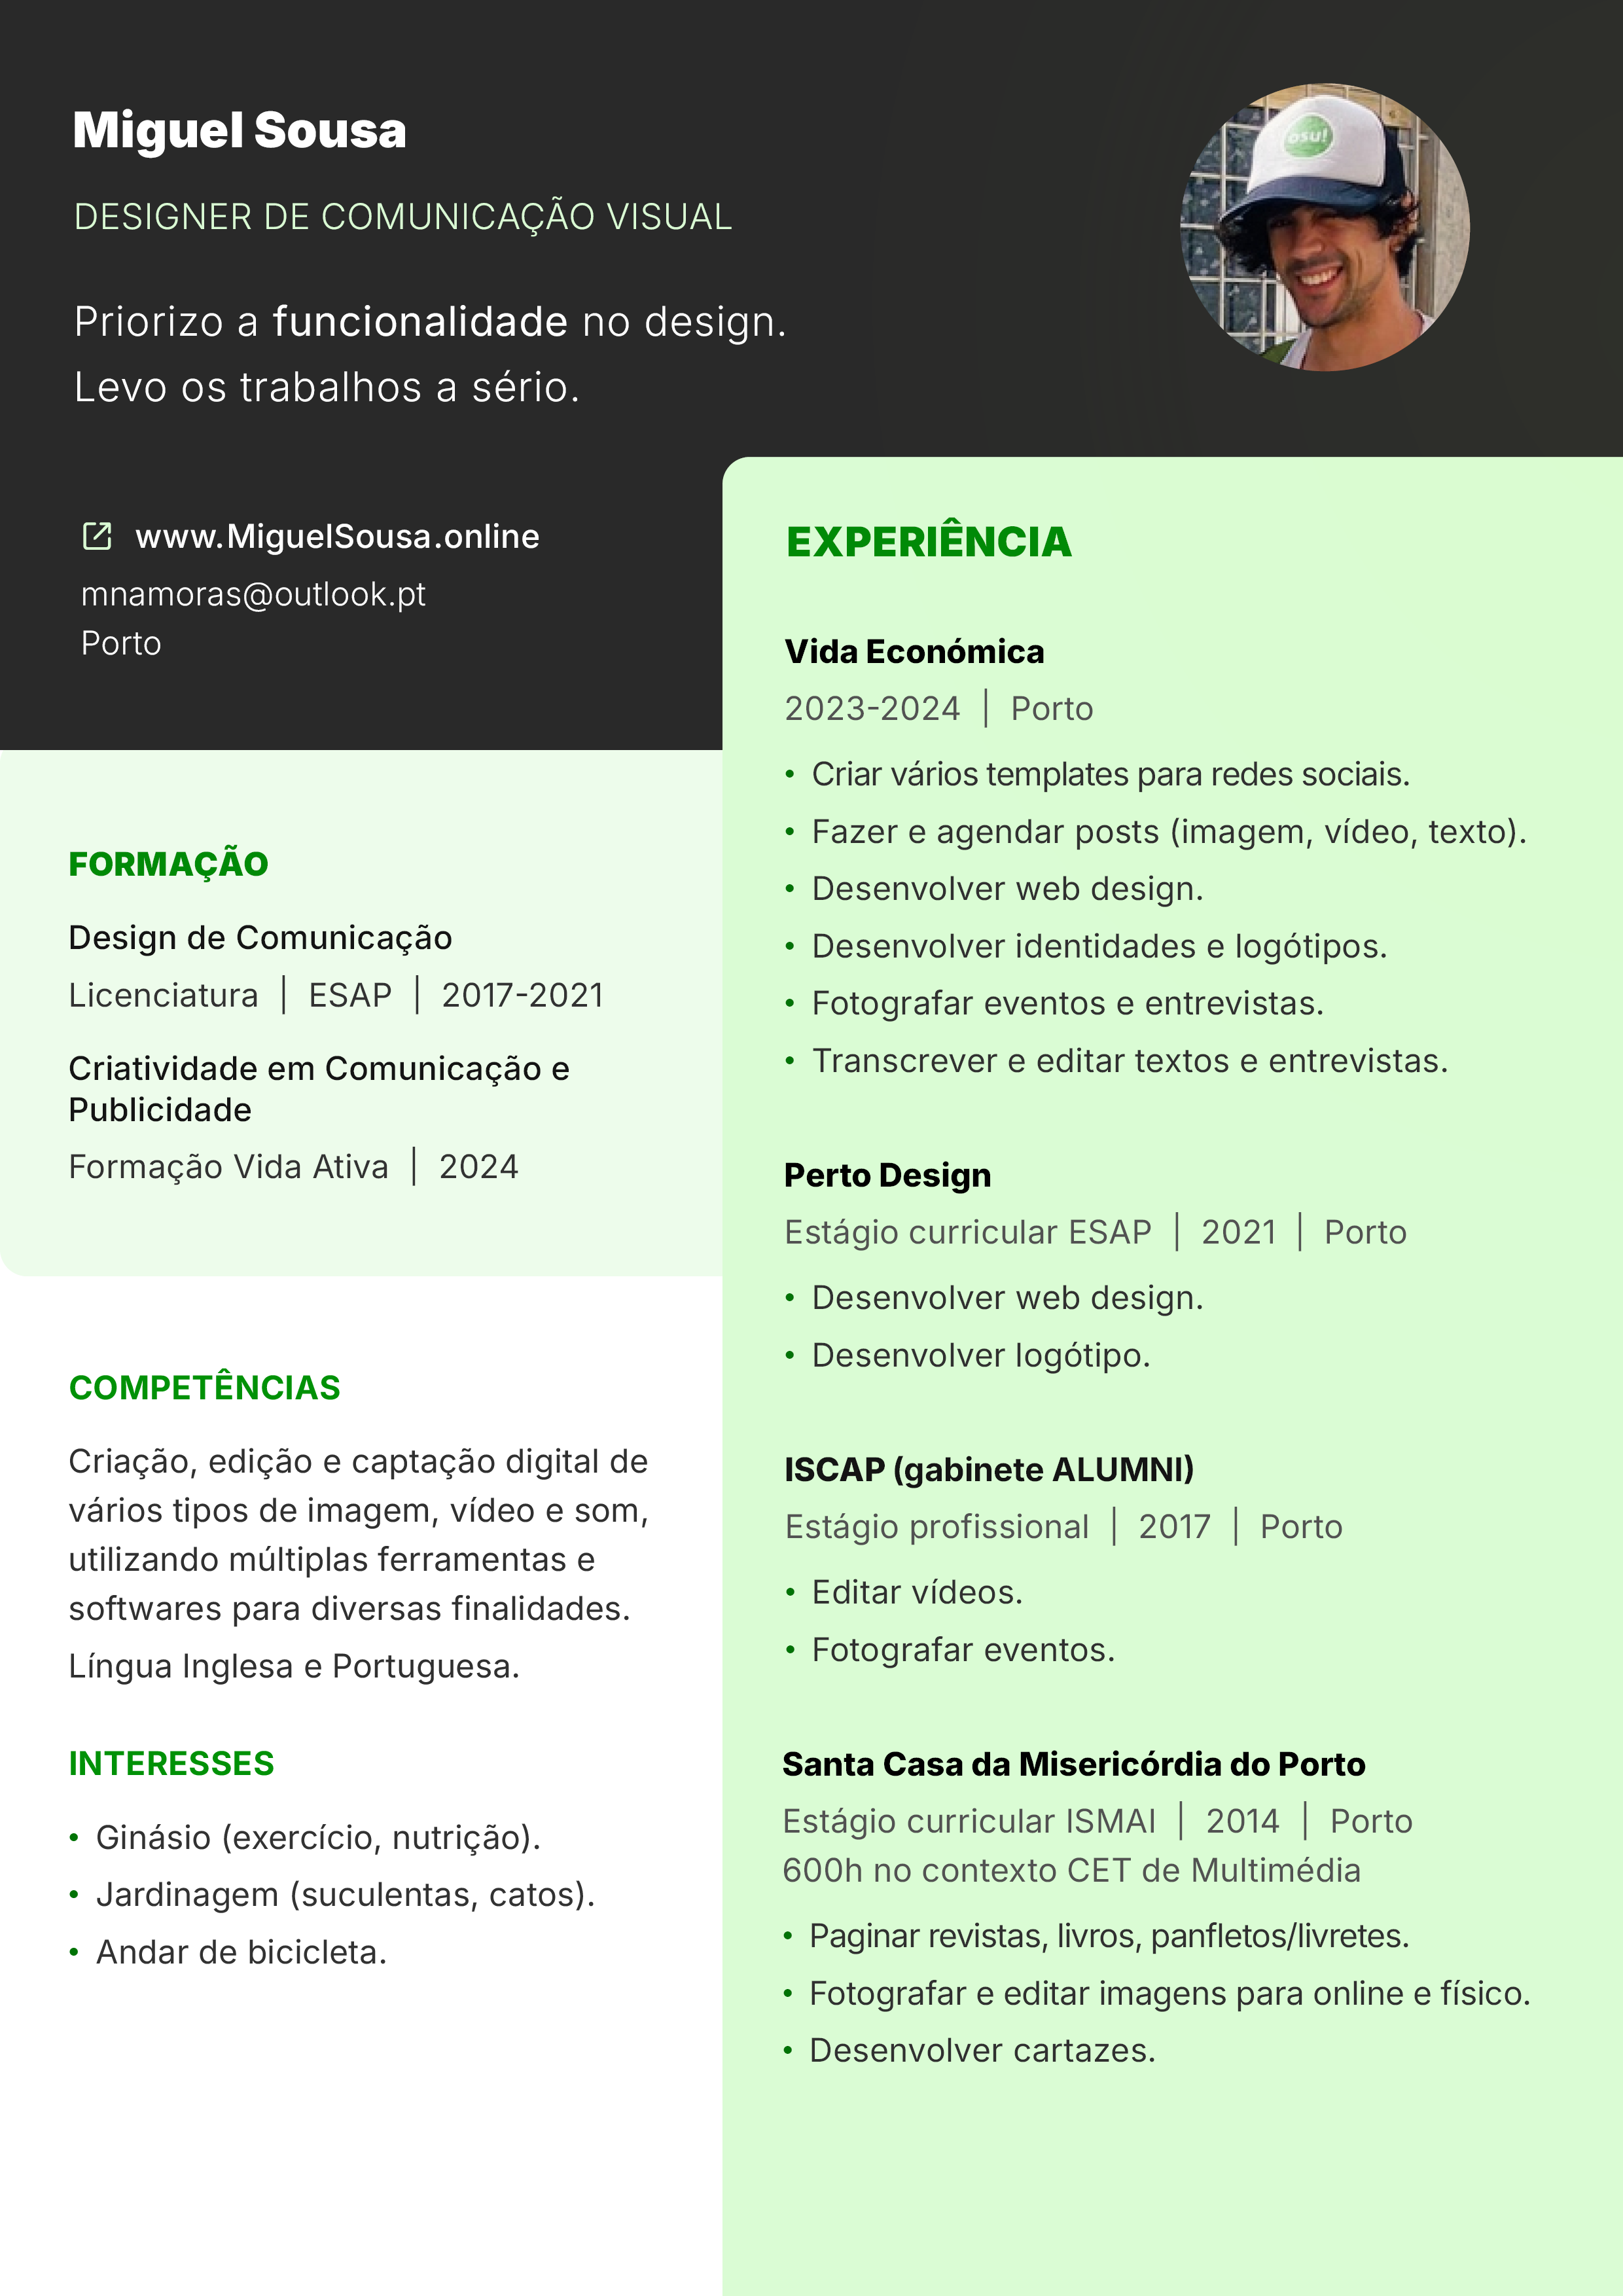 Miguel Sousa
DESIGNER DE COMUNICAÇÃO VISUAL
Priorizo a funcionalidade no design.
Levo os trabalhos a sério.
osu!
www.MiguelSousa.online
mnamoras@outlook.pt
Porto
FORMAÇÃO
Design de Comunicação
Licenciatura | ESAP | 2017-2021
Criatividade em Comunicação e
Publicidade
Formação Vida Ativa | 2024
COMPETÊNCIAS
Criação, edição e captação digital de
vários tipos de imagem, vídeo e som,
utilizando múltiplas ferramentas e
softwares para diversas finalidades.
Língua Inglesa e Portuguesa.
INTERESSES
• Ginásio (exercício, nutrição).
• Jardinagem (suculentas, catos).
• Andar de bicicleta.
EXPERIÊNCIA
Vida Económica
2023-2024 | Porto
• Criar vários templates para redes sociais.
• Fazer e agendar posts (imagem, vídeo, texto).
• Desenvolver web design.
• Desenvolver identidades e logótipos.
• Fotografar eventos e entrevistas.
• Transcrever e editar textos e entrevistas.
Perto Design
Estágio curricular ESAP | 2021 | Porto
• Desenvolver web design.
• Desenvolver logótipo.
ISCAP (gabinete ALUMNI)
Estágio profissional | 2017 | Porto
• Editar vídeos.
• Fotografar eventos.
Santa Casa da Misericórdia do Porto
Estágio curricular ISMAI | 2014 | Porto
600h no contexto CET de Multimédia
• Paginar revistas, livros, panfletos/livretes.
• Fotografar e editar imagens para online e físico.
• Desenvolver cartazes.